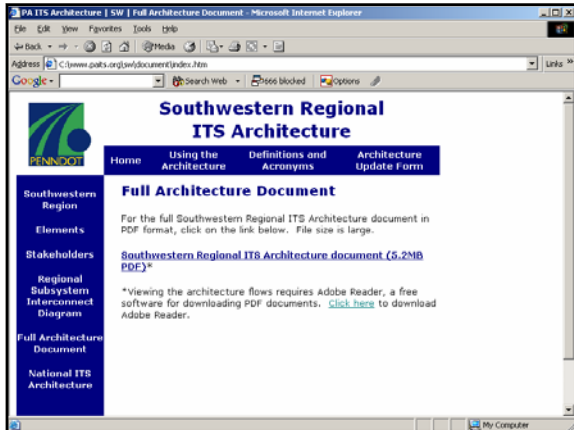 PA ITS Architecture | SW | Full Architecture Document - Microsoft Internet Explorer
File Edit View Favorites Tools Help
Back Search Favorites Media
Address C:\www.paits.org\sw\document\index.htm Links »
Google - Search Web 666 blocked Options
Southwestern Regional
ITS Architecture
PENNDOT
Home
Using the
Architecture
Definitions and
Acronyms
Architecture
Update Form
Southwestern
Region
Elements
Stakeholders
Regional
Subsystem
Interconnect
Diagram
Full Architecture
Document
National ITS
Architecture
Full Architecture Document
For the full Southwestern Regional ITS Architecture document in
PDF format, click on the link below. File size is large.
Southwestern Regional ITS Architecture document (5.2MB
PDF)*
*Viewing the architecture flows requires Adobe Reader, a free
software for downloading PDF documents. Click here to download
Adobe Reader.
My Computer